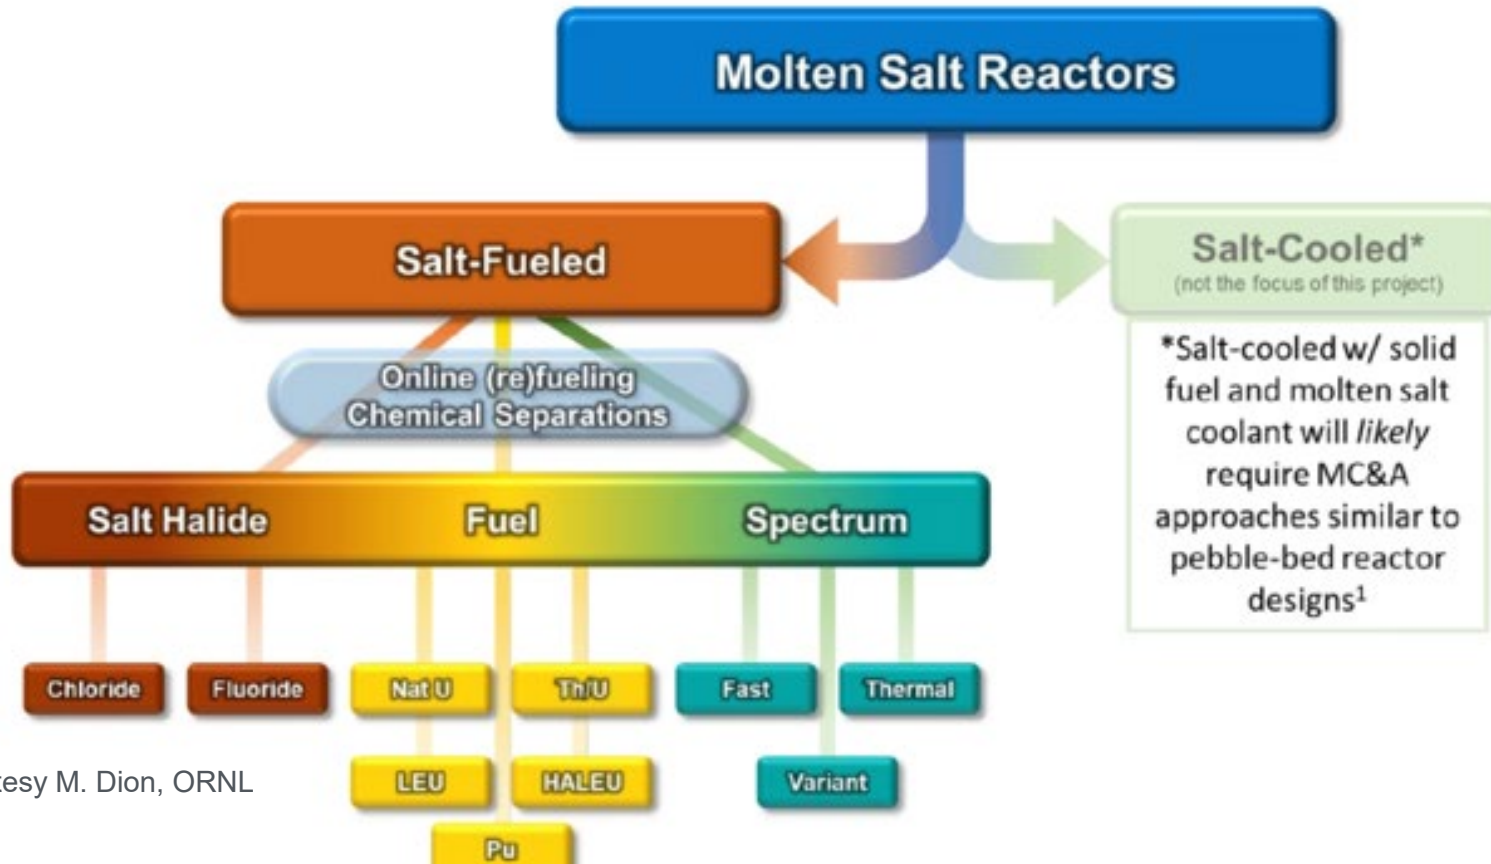 Molten Salt Reactors
Salt-Fueled
Salt-Cooled*
(not the focus of this project)
Online (re)fueling
Chemical Separations
*Salt-cooled w/ solid
fuel and molten salt
coolant will likely
require MC&A
approaches similar to
pebble-bed reactor
designs¹
Salt Halide
Fuel
Spectrum
Chloride
Fluoride
Nat U
Th/U
Fast
Thermal
LEU
HALEU
Variant
Pu
M. Dion, ORNL